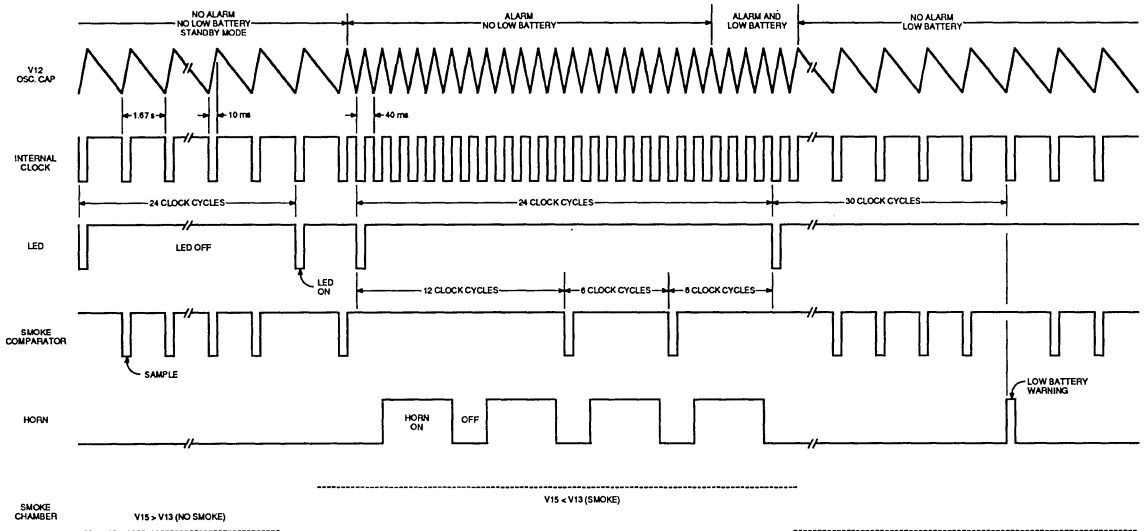 NO ALARM
NO LOW BATTERY
STANDBY MODE
ALARM
NO LOW BATTERY
ALARM AND
LOW BATTERY
NO ALARM
LOW BATTERY
V12
OSC. CAP
1.67 s
10 ms
40 ms
INTERNAL
CLOCK
24 CLOCK CYCLES
24 CLOCK CYCLES
30 CLOCK CYCLES
LED
LED OFF
LED
ON
12 CLOCK CYCLES
6 CLOCK CYCLES
6 CLOCK CYCLES
SMOKE
COMPARATOR
SAMPLE
LOW BATTERY
WARNING
HORN
HORN
ON
OFF
V15 < V13 (SMOKE)
SMOKE
CHAMBER
V15 > V13 (NO SMOKE)